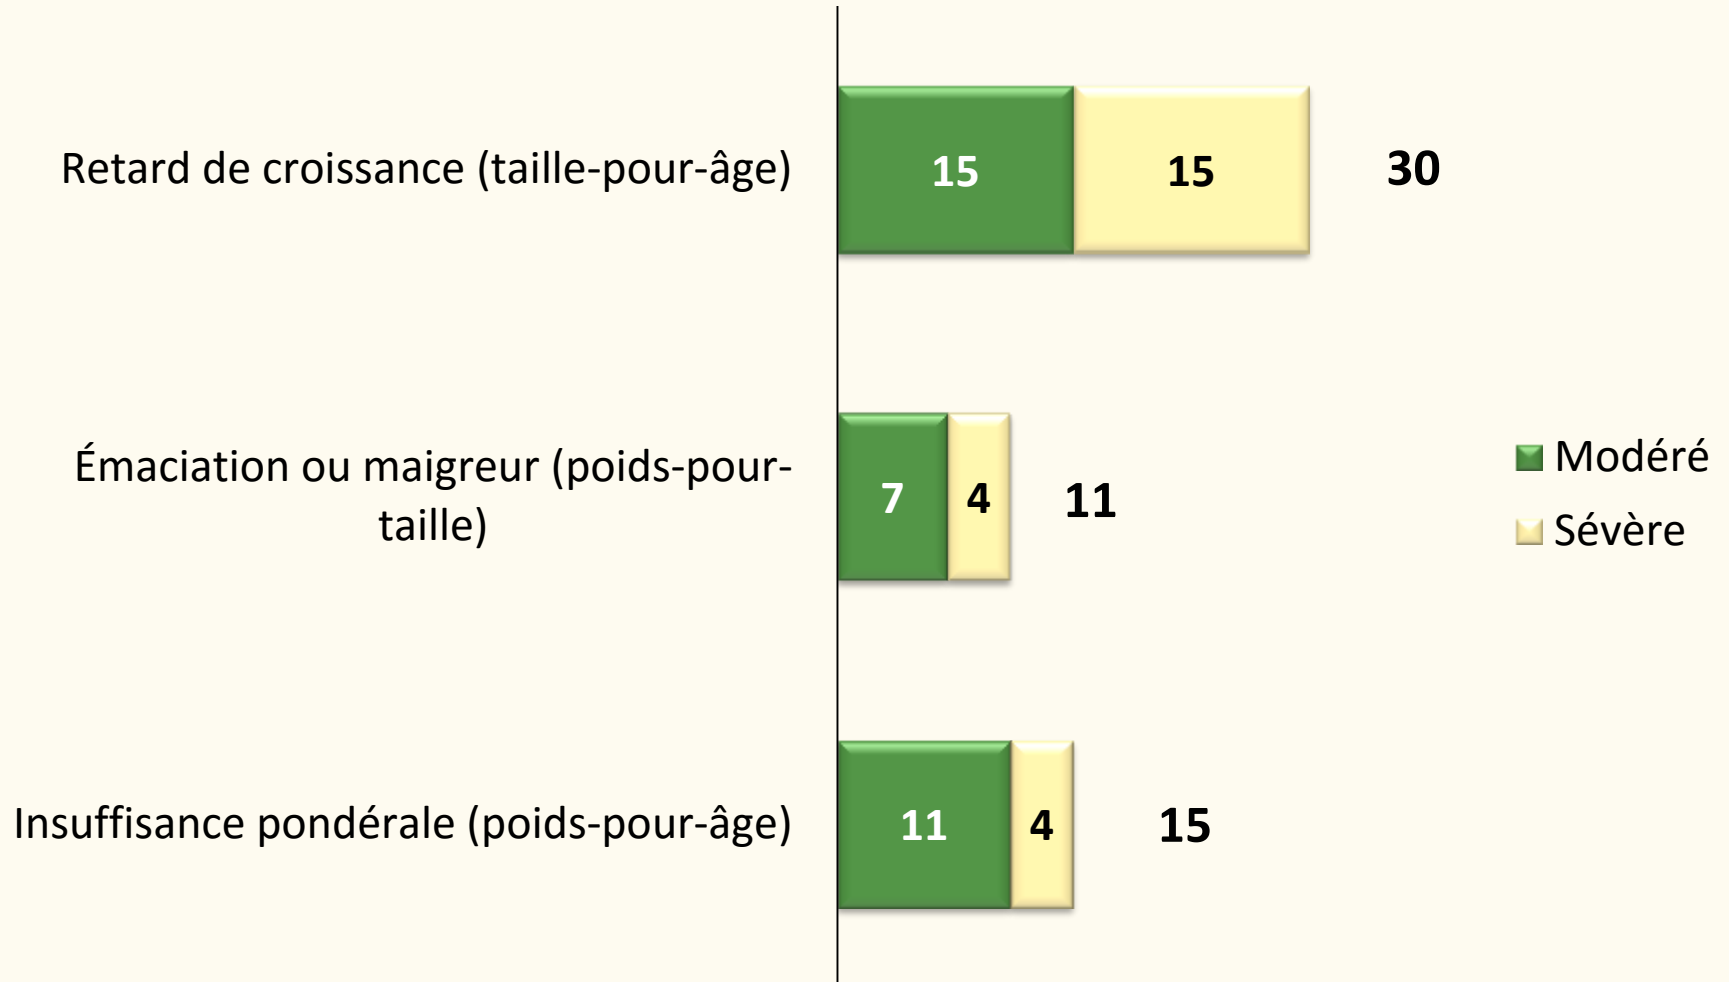 Retard de croissance (taille-pour-âge)
15
15
30
Émaciation ou maigreur (poids-pour-
taille)
7
4
11
Modéré
Sévère
Insuffisance pondérale (poids-pour-âge)
11
4
15